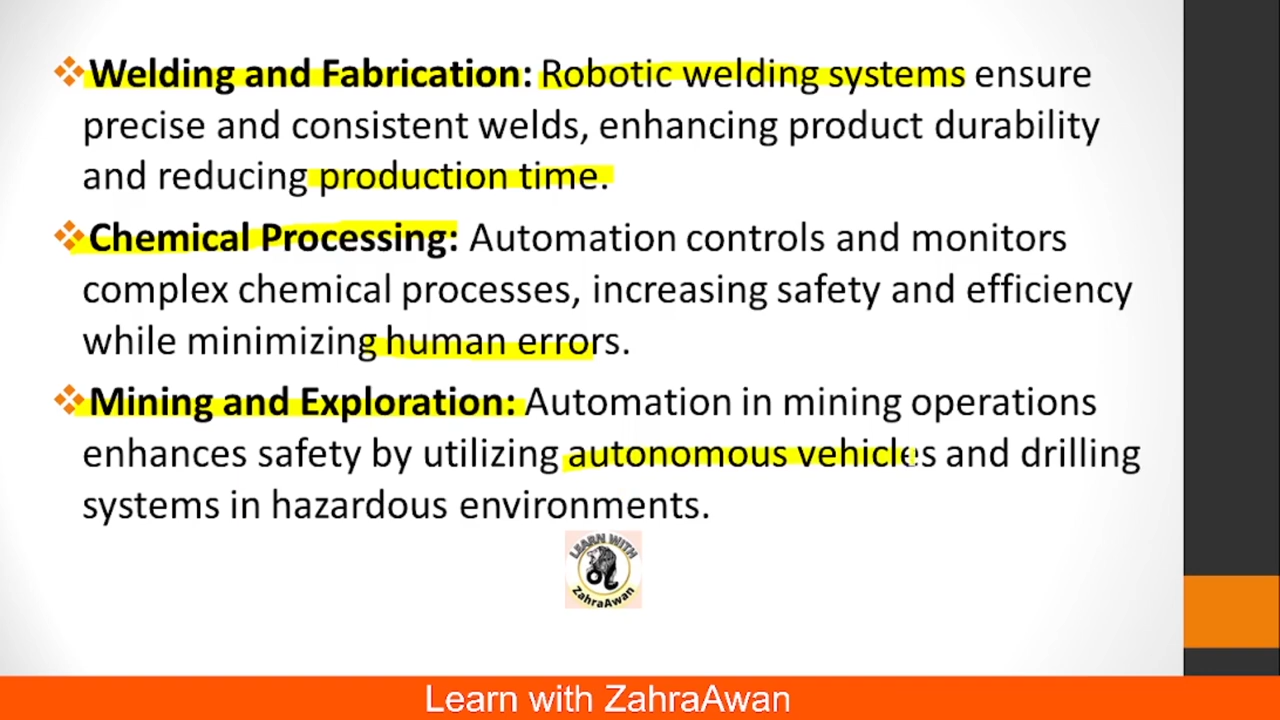 Welding and Fabrication: Robotic welding systems ensure
precise and consistent welds, enhancing product durability
and reducing production time.
Chemical Processing: Automation controls and monitors
complex chemical processes, increasing safety and efficiency
while minimizing human errors.
Mining and Exploration: Automation in mining operations
enhances safety by utilizing autonomous vehicles and drilling
systems in hazardous environments.
LEARN WITH
ZahraAwan
Learn with ZahraAwan